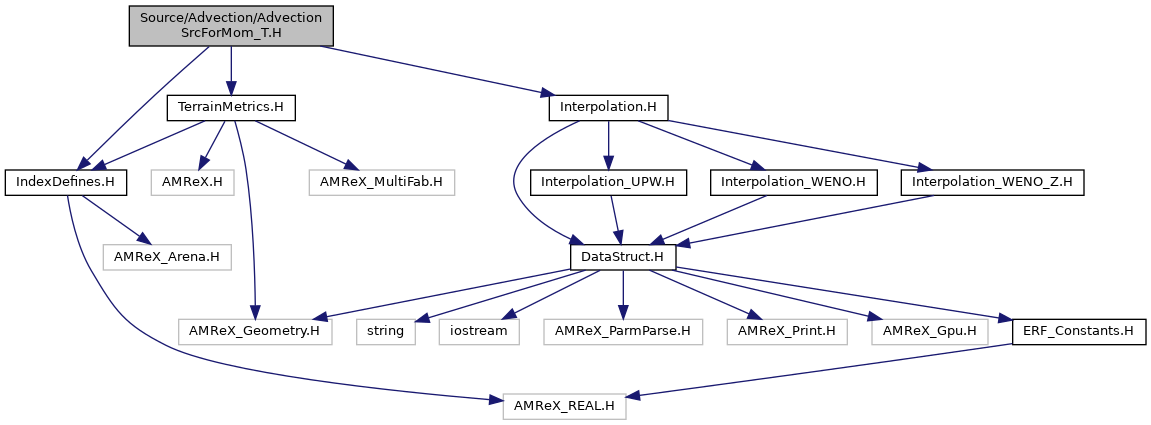 Source/Advection/Advection
SrcForMom_T.H
TerrainMetrics.H
Interpolation.H
IndexDefines.H
AMReX.H
AMReX_MultiFab.H
Interpolation_UPW.H
Interpolation_WENO.H
Interpolation_WENO_Z.H
AMReX_Arena.H
DataStruct.H
AMReX_Geometry.H
string
iostream
AMReX_ParmParse.H
AMReX_Print.H
AMReX_Gpu.H
ERF_Constants.H
AMReX_REAL.H